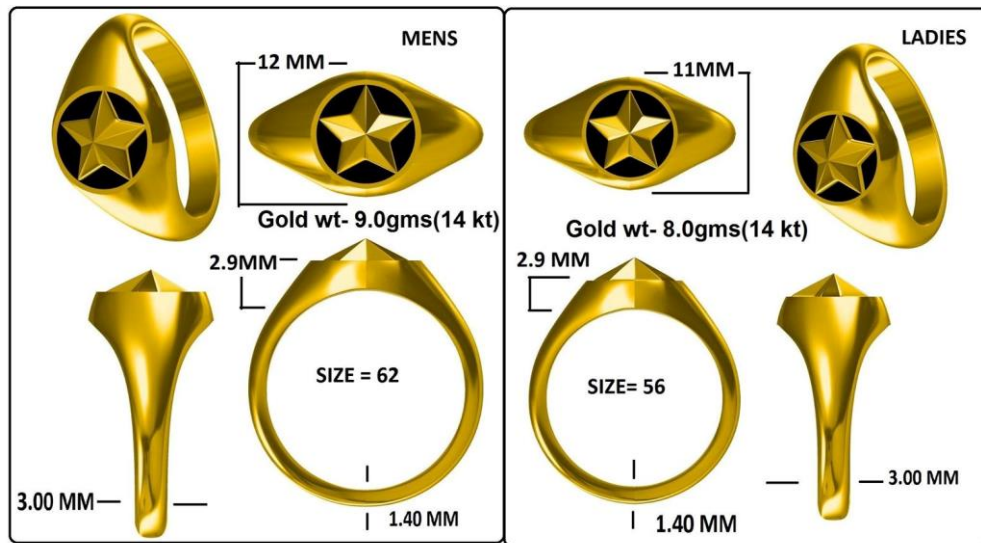 MENS
12 MM
Gold wt- 9.0gms(14 kt)
2.9MM
SIZE = 62
3.00 MM
1.40 MM
LADIES
11MM
Gold wt- 8.0gms(14 kt)
2.9 MM
SIZE= 56
3.00 MM
1.40 MM